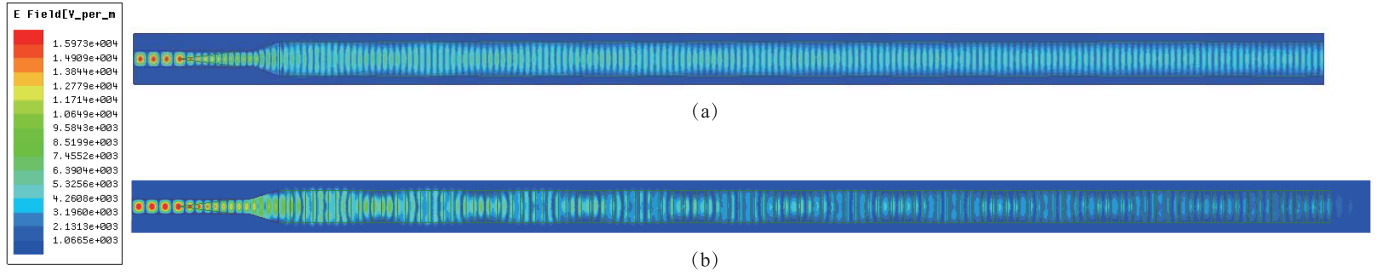 E Field[V_per_m
1.5973e+004
1.4909e+004
1.3844e+004
1.2779e+004
1.1714e+004
1.0649e+004
9.5843e+003
8.5199e+003
7.4552e+003
6.3904e+003
5.3256e+003
4.2608e+003
3.1960e+003
2.1313e+003
1.0665e+003
(a)
(b)